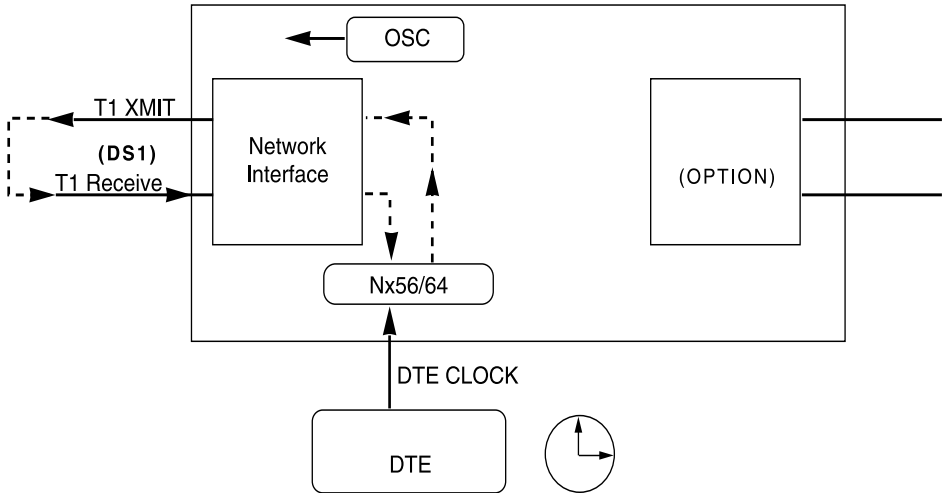 OSC
T1 XMIT
(DS1)
T1 Receive
Network
Interface
(OPTION)
Nx56/64
DTE CLOCK
DTE